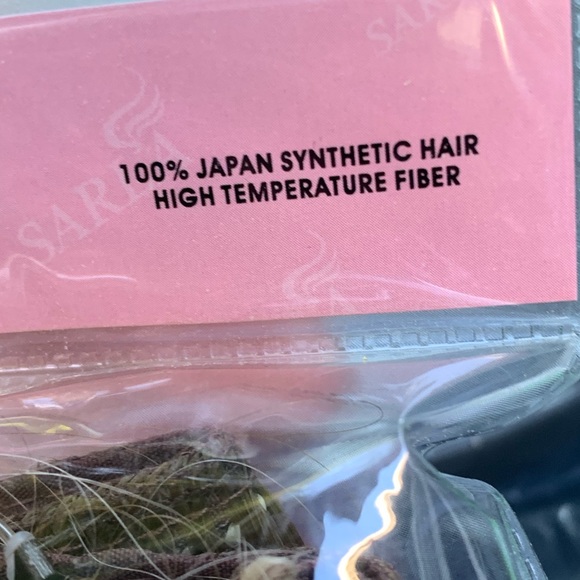 100% JAPAN SYNTHETIC HAIR
HIGH TEMPERATURE FIBER